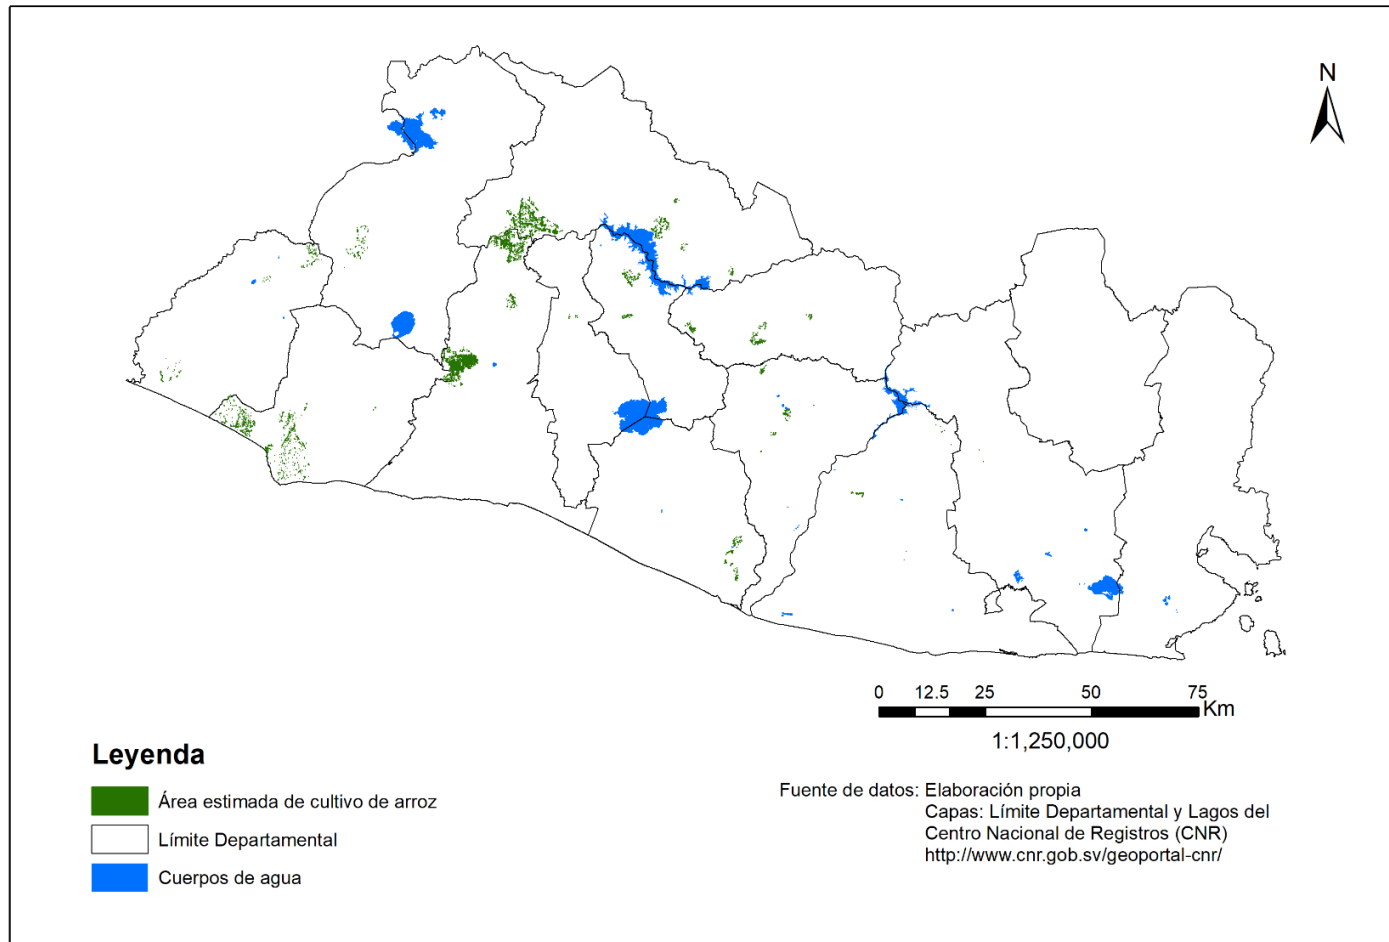 N
0 12.5 25 50 75
Km
1:1,250,000
Leyenda
Área estimada de cultivo de arroz
Límite Departamental
Cuerpos de agua
Fuente de datos: Elaboración propia
Capas: Límite Departamental y Lagos del
Centro Nacional de Registros (CNR)
http://www.cnr.gob.sv/geoportal-cnr/